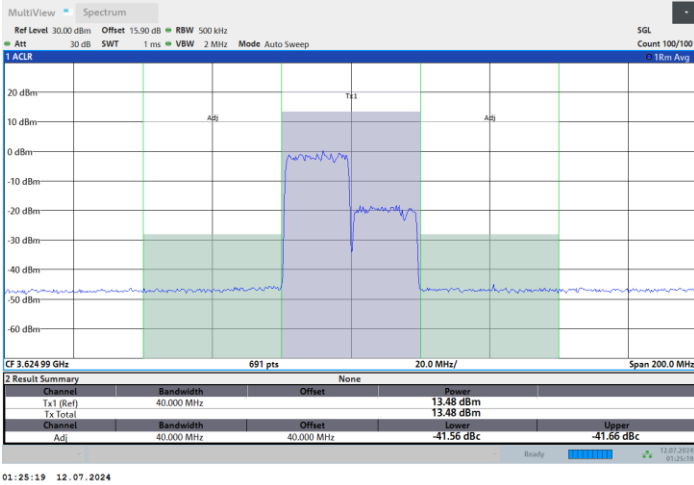 MultiView Spectrum
Ref Level 30.00 dBm Offset 15.90 dB RBW 500 kHz SGL
Att 30 dB SWT 1 ms VBW 2 MHz Mode Auto Sweep Count 100/100
1 ACLR 1Rm Avg
20 dBm
Tx1
10 dBm
Adj Adj
0 dBm
-10 dBm
-20 dBm
-30 dBm
-40 dBm
-50 dBm
-60 dBm
CF 3.624 99 GHz 691 pts 20.0 MHz/ Span 200.0 MHz
2 Result Summary None
Channel Bandwidth Offset Power
Tx1 (Ref) 40.000 MHz 13.48 dBm
Tx Total 13.48 dBm
Channel Bandwidth Offset Lower Upper
Adj 40.000 MHz 40.000 MHz -41.56 dBc -41.66 dBc
Ready 12.07.2024
01:25:19
01:25:19 12.07.2024